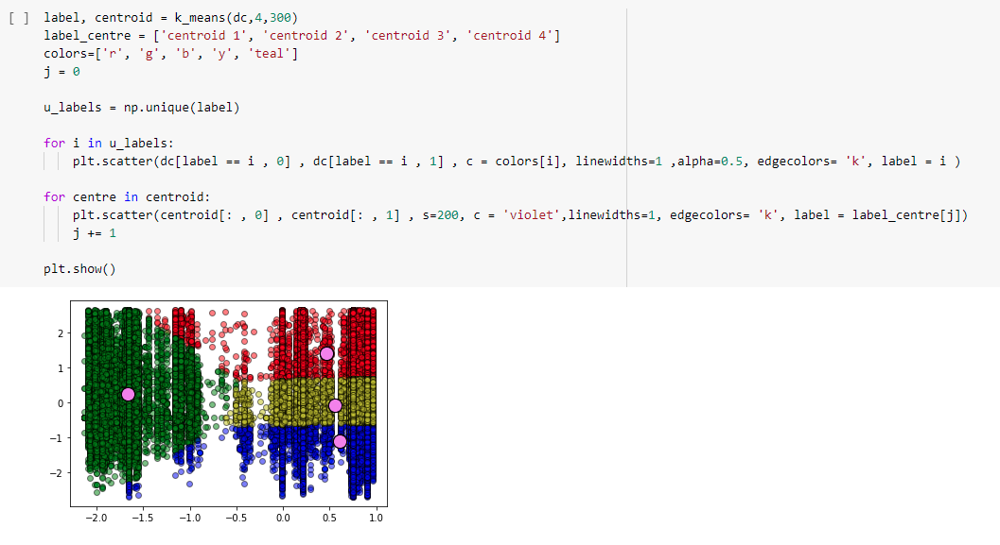 [ ] label, centroid = k_means(dc,4,300)
label_centre = ['centroid 1', 'centroid 2', 'centroid 3', 'centroid 4']
colors=['r', 'g', 'b', 'y', 'teal']
j = 0
u_labels = np.unique(label)
for i in u_labels:
plt.scatter(dc[label == i , 0] , dc[label == i , 1] , c = colors[i], linewidths=1 ,alpha=0.5, edgecolors= 'k', label = i )
for centre in centroid:
plt.scatter(centroid[: , 0] , centroid[: , 1] , s=200, c = 'violet',linewidths=1, edgecolors= 'k', label = label_centre[j])
j += 1
plt.show()
2
1
0
−1
−2
−2.0 −1.5 −1.0 −0.5 0.0 0.5 1.0